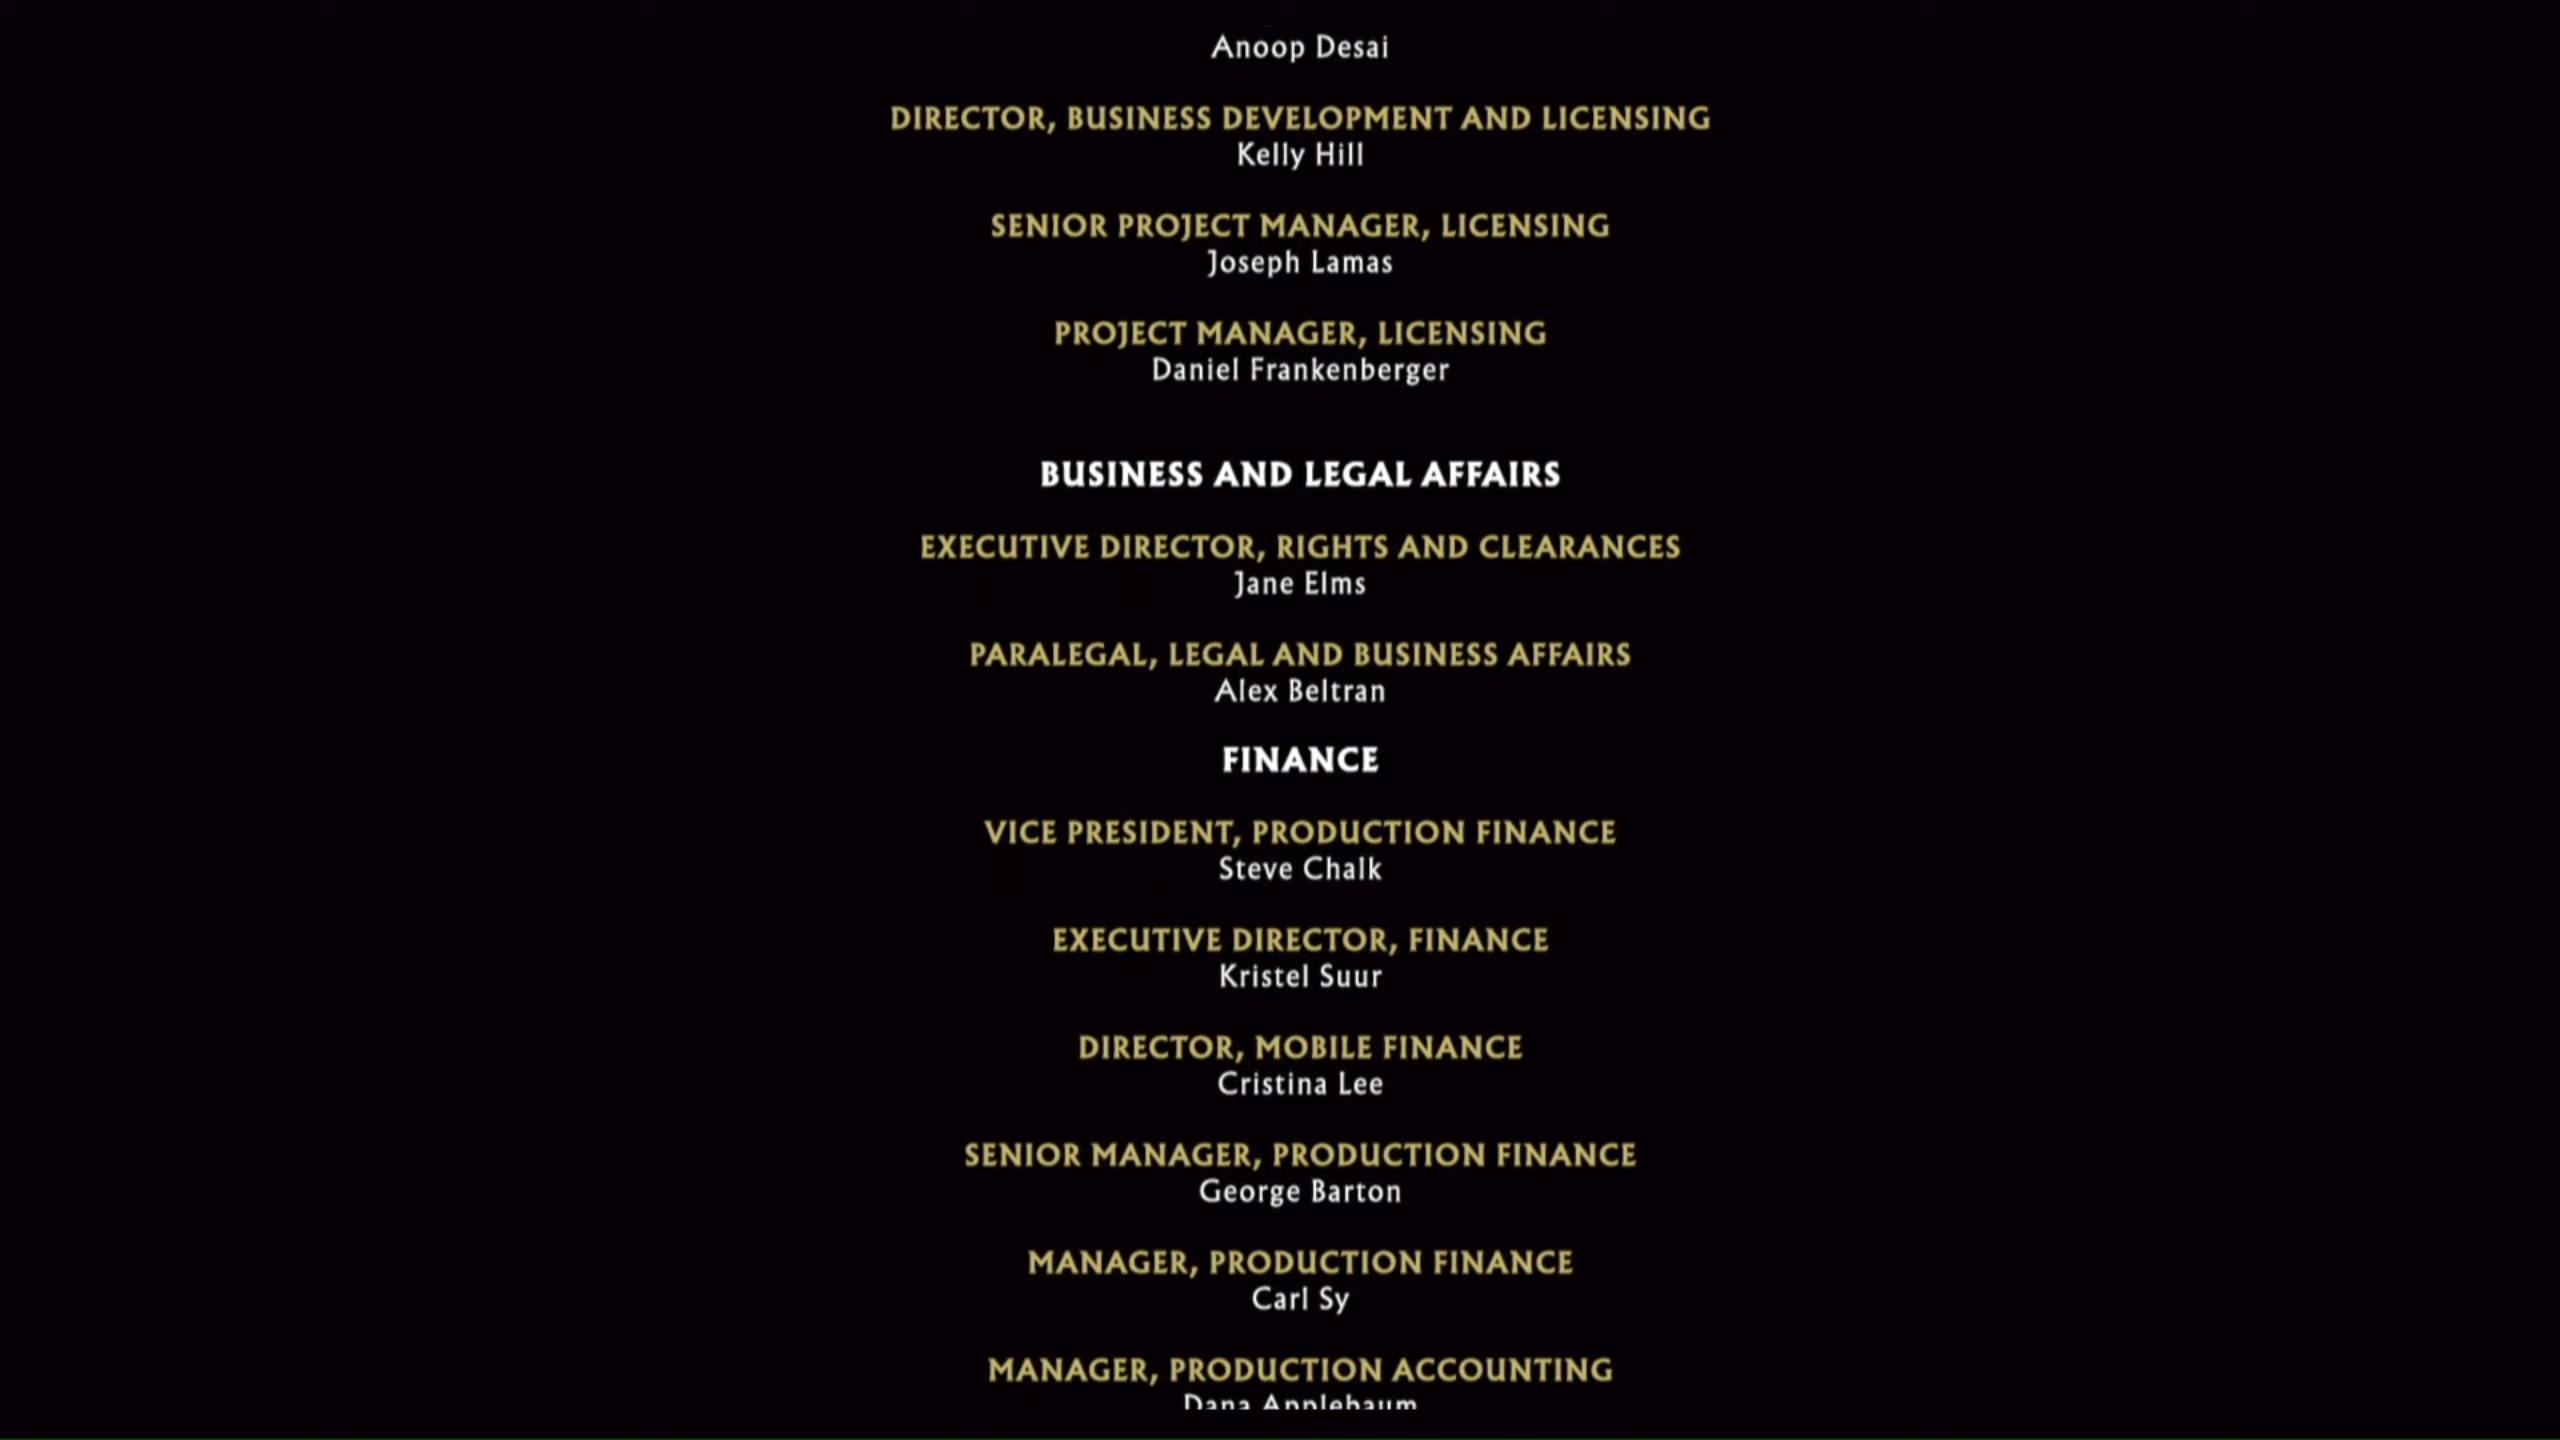 Anoop Desai
DIRECTOR, BUSINESS DEVELOPMENT AND LICENSING
Kelly Hill
SENIOR PROJECT MANAGER, LICENSING
Joseph Lamas
PROJECT MANAGER, LICENSING
Daniel Frankenberger
BUSINESS AND LEGAL AFFAIRS
EXECUTIVE DIRECTOR, RIGHTS AND CLEARANCES
Jane Elms
PARALEGAL, LEGAL AND BUSINESS AFFAIRS
Alex Beltran
FINANCE
VICE PRESIDENT, PRODUCTION FINANCE
Steve Chalk
EXECUTIVE DIRECTOR, FINANCE
Kristel Suur
DIRECTOR, MOBILE FINANCE
Cristina Lee
SENIOR MANAGER, PRODUCTION FINANCE
George Barton
MANAGER, PRODUCTION FINANCE
Carl Sy
MANAGER, PRODUCTION ACCOUNTING
Dana Applebaum